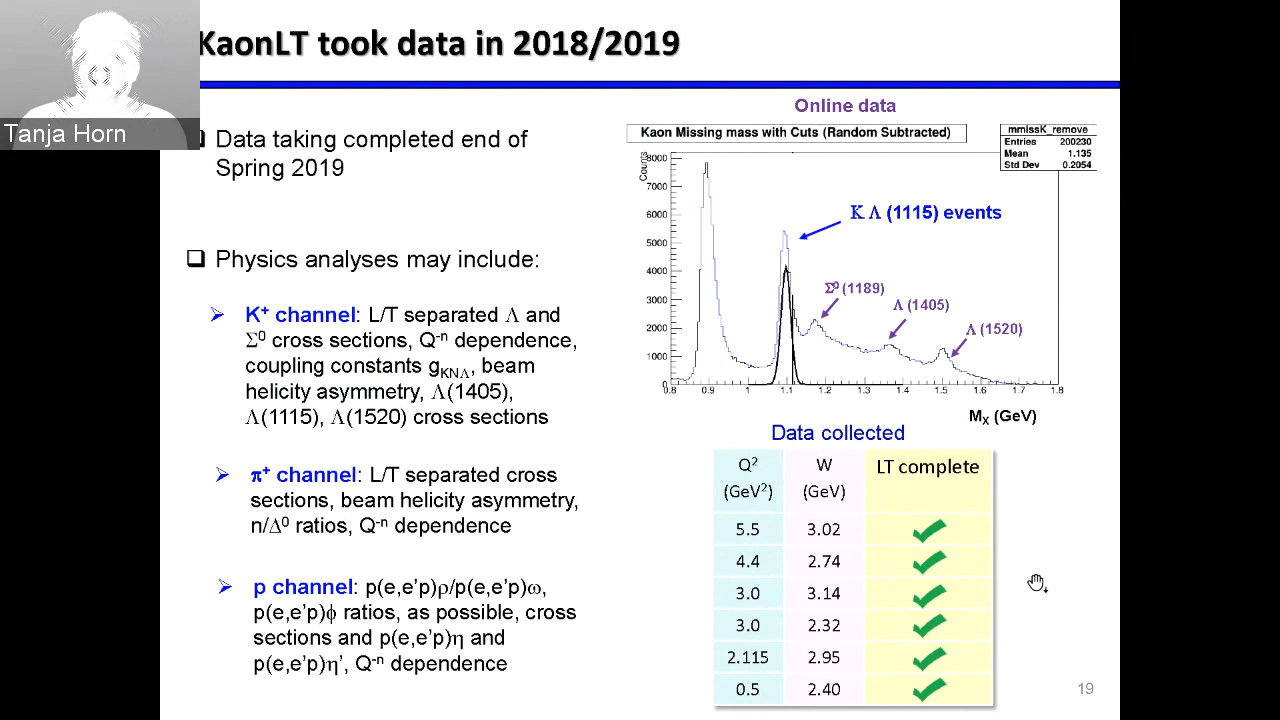 KaonLT took data in 2018/2019
Tanja Horn
Data taking completed end of
Spring 2019
Physics analyses may include:
K⁺ channel: L/T separated Λ and
Σ⁰ cross sections, Q⁻ⁿ dependence,
coupling constants gKNΛ, beam
helicity asymmetry, Λ(1405),
Λ(1115), Λ(1520) cross sections
π⁺ channel: L/T separated cross
sections, beam helicity asymmetry,
n/Δ⁰ ratios, Q⁻ⁿ dependence
p channel: p(e,e’p)ρ/p(e,e’p)ω,
p(e,e’p)ϕ ratios, as possible, cross
sections and p(e,e’p)η and
p(e,e’p)η’, Q⁻ⁿ dependence
Online data
Kaon Missing mass with Cuts (Random Subtracted)
mmissK_remove
Entries 200230
Mean 1.135
Std Dev 0.2054
Counts
8000
7000
6000
5000
4000
3000
2000
1000
0
0.8 0.9 1 1.1 1.2 1.3 1.4 1.5 1.6 1.7 1.8
K Λ (1115) events
Σ⁰ (1189)
Λ (1405)
Λ (1520)
MX (GeV)
Data collected
Q² W LT complete
(GeV²) (GeV)
5.5 3.02 ✔
4.4 2.74 ✔
3.0 3.14 ✔
3.0 2.32 ✔
2.115 2.95 ✔
0.5 2.40 ✔
19